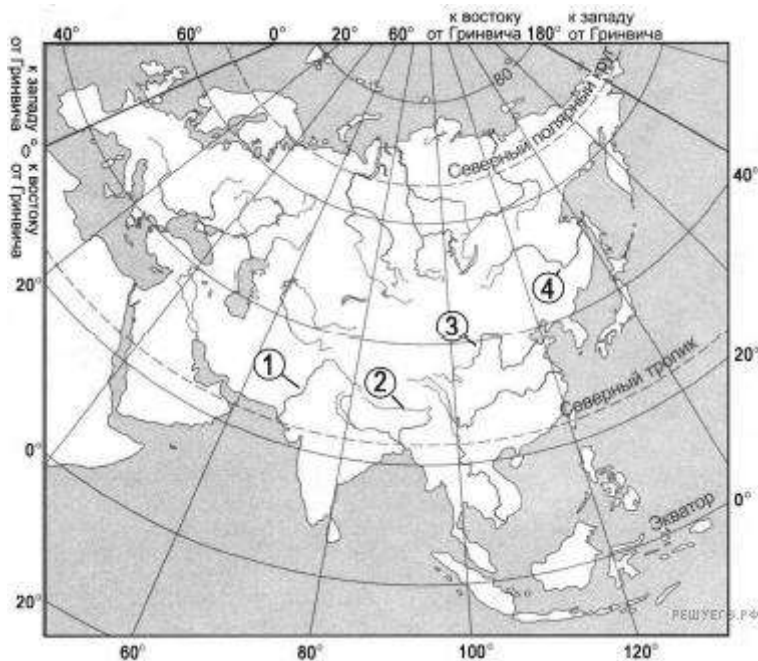 к востоку
от Гринвича
к западу
от Гринвича
40° 60° 0° 20° 60° 180°
к западу
от Гринвича
0°
к востоку
от Гринвича
80°
Северный полярный круг
40°
20°
4
3
1
2
20°
Северный тропик
0°
0°
Экватор
20°
РЕШУЕГЭ.РФ
60° 80° 100° 120°